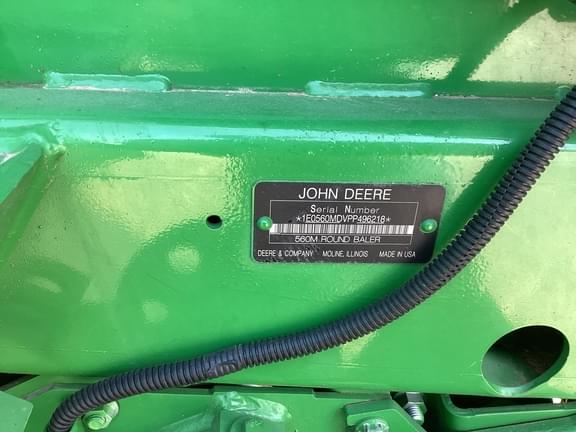 JOHN DEERE
Serial Number
*1E0560MDVPP496218*
560M ROUND BALER
DEERE & COMPANY MOLINE, ILLINOIS MADE IN USA